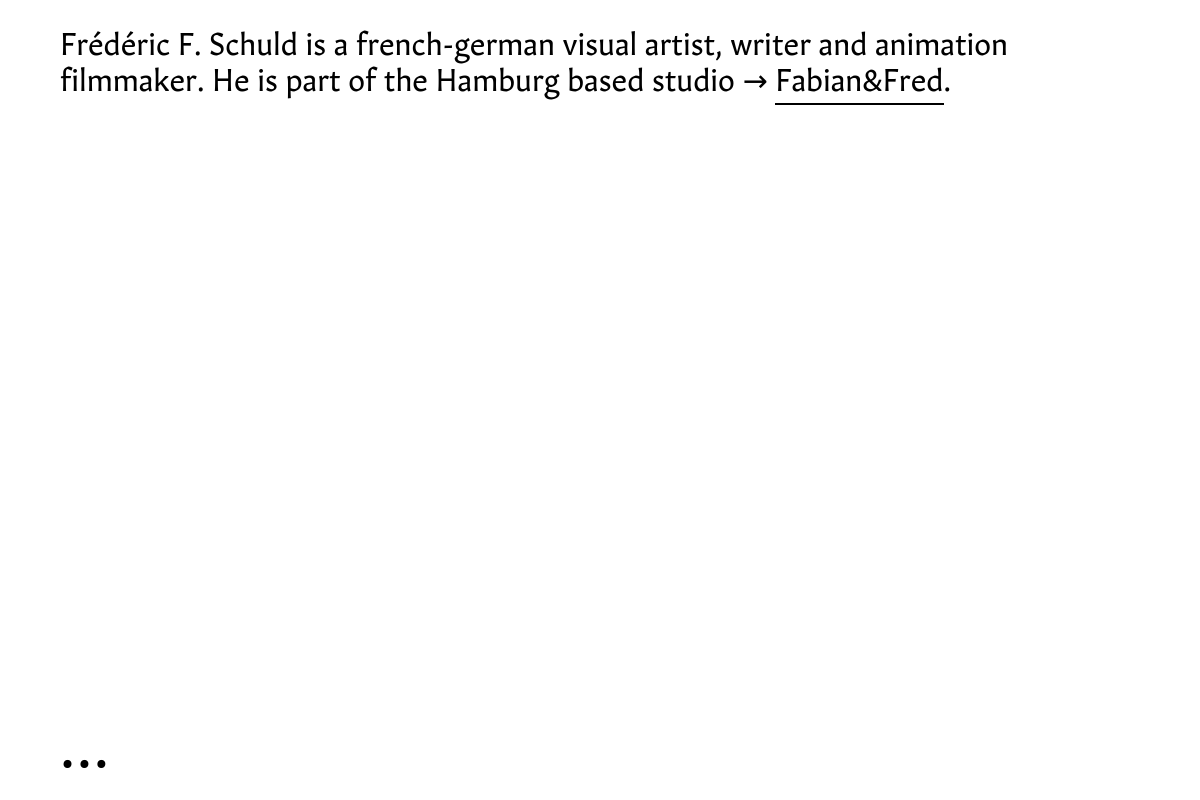 Frédéric F. Schuld is a french-german visual artist, writer and animation
filmmaker. He is part of the Hamburg based studio → Fabian&Fred.
•••